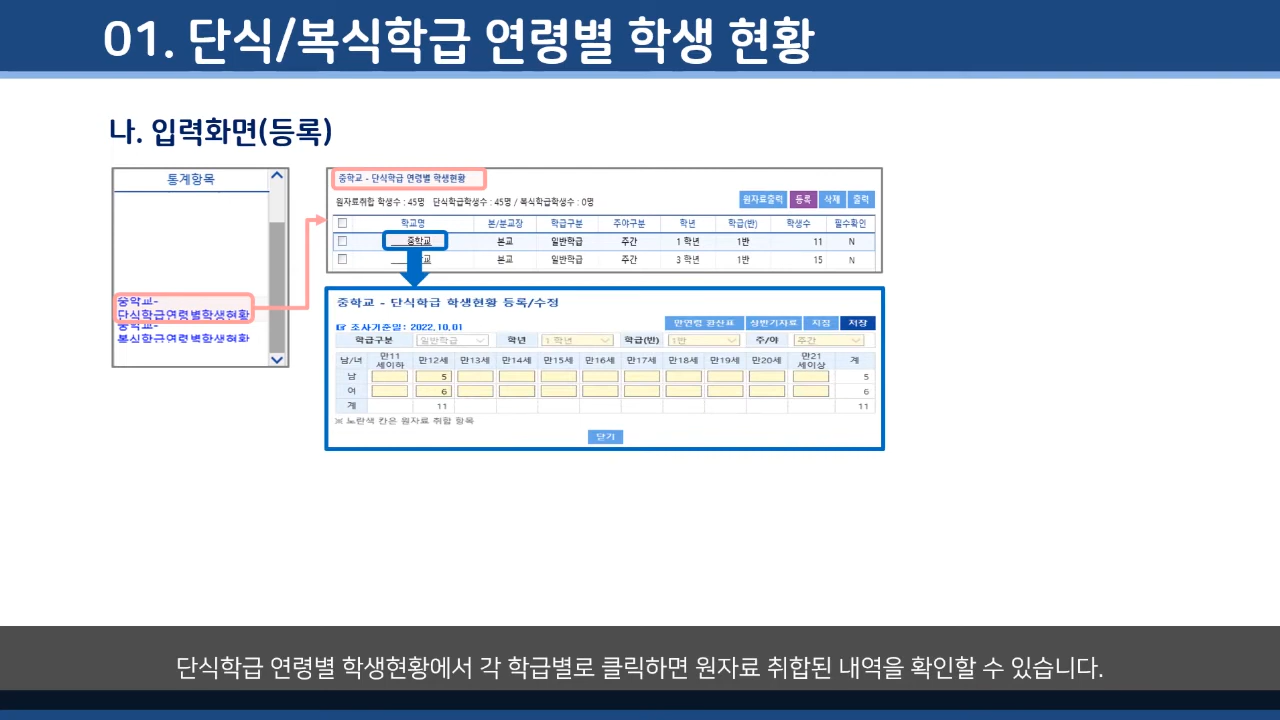 01. 단식/복식학급 연령별 학생 현황
나. 입력화면(등록)
통계항목
중학교-
단식학급연령별학생현황
중학교-
복식학급연령별학생현황
중학교 - 단식학급 연령별 학생현황
원자료취합 학생수 : 45명 단식학급학생수 : 45명 / 복식학급학생수 : 0명
원자료출력 등록 삭제 출력
학교명 본/분교장 학급구분 주야구분 학년 학급(반) 학생수 필수확인
중학교 본교 일반학급 주간 1 학년 1반 11 N
교 본교 일반학급 주간 3 학년 1반 15 N
중학교 - 단식학급 학생현황 등록/수정
☞ 조사기준일: 2022.10.01
만연령 환산표 상반기자료 지침 저장
학급구분 일반학급 학년 1 학년 학급(반) 1반 주/야 주간
남/녀 만11세이하 만12세 만13세 만14세 만15세 만16세 만17세 만18세 만19세 만20세 만21세이상 계
남 5 5
여 6 6
계 11 11
※ 노란색 칸은 원자료 취합 항목
닫기
단식학급 연령별 학생현황에서 각 학급별로 클릭하면 원자료 취합된 내역을 확인할 수 있습니다.